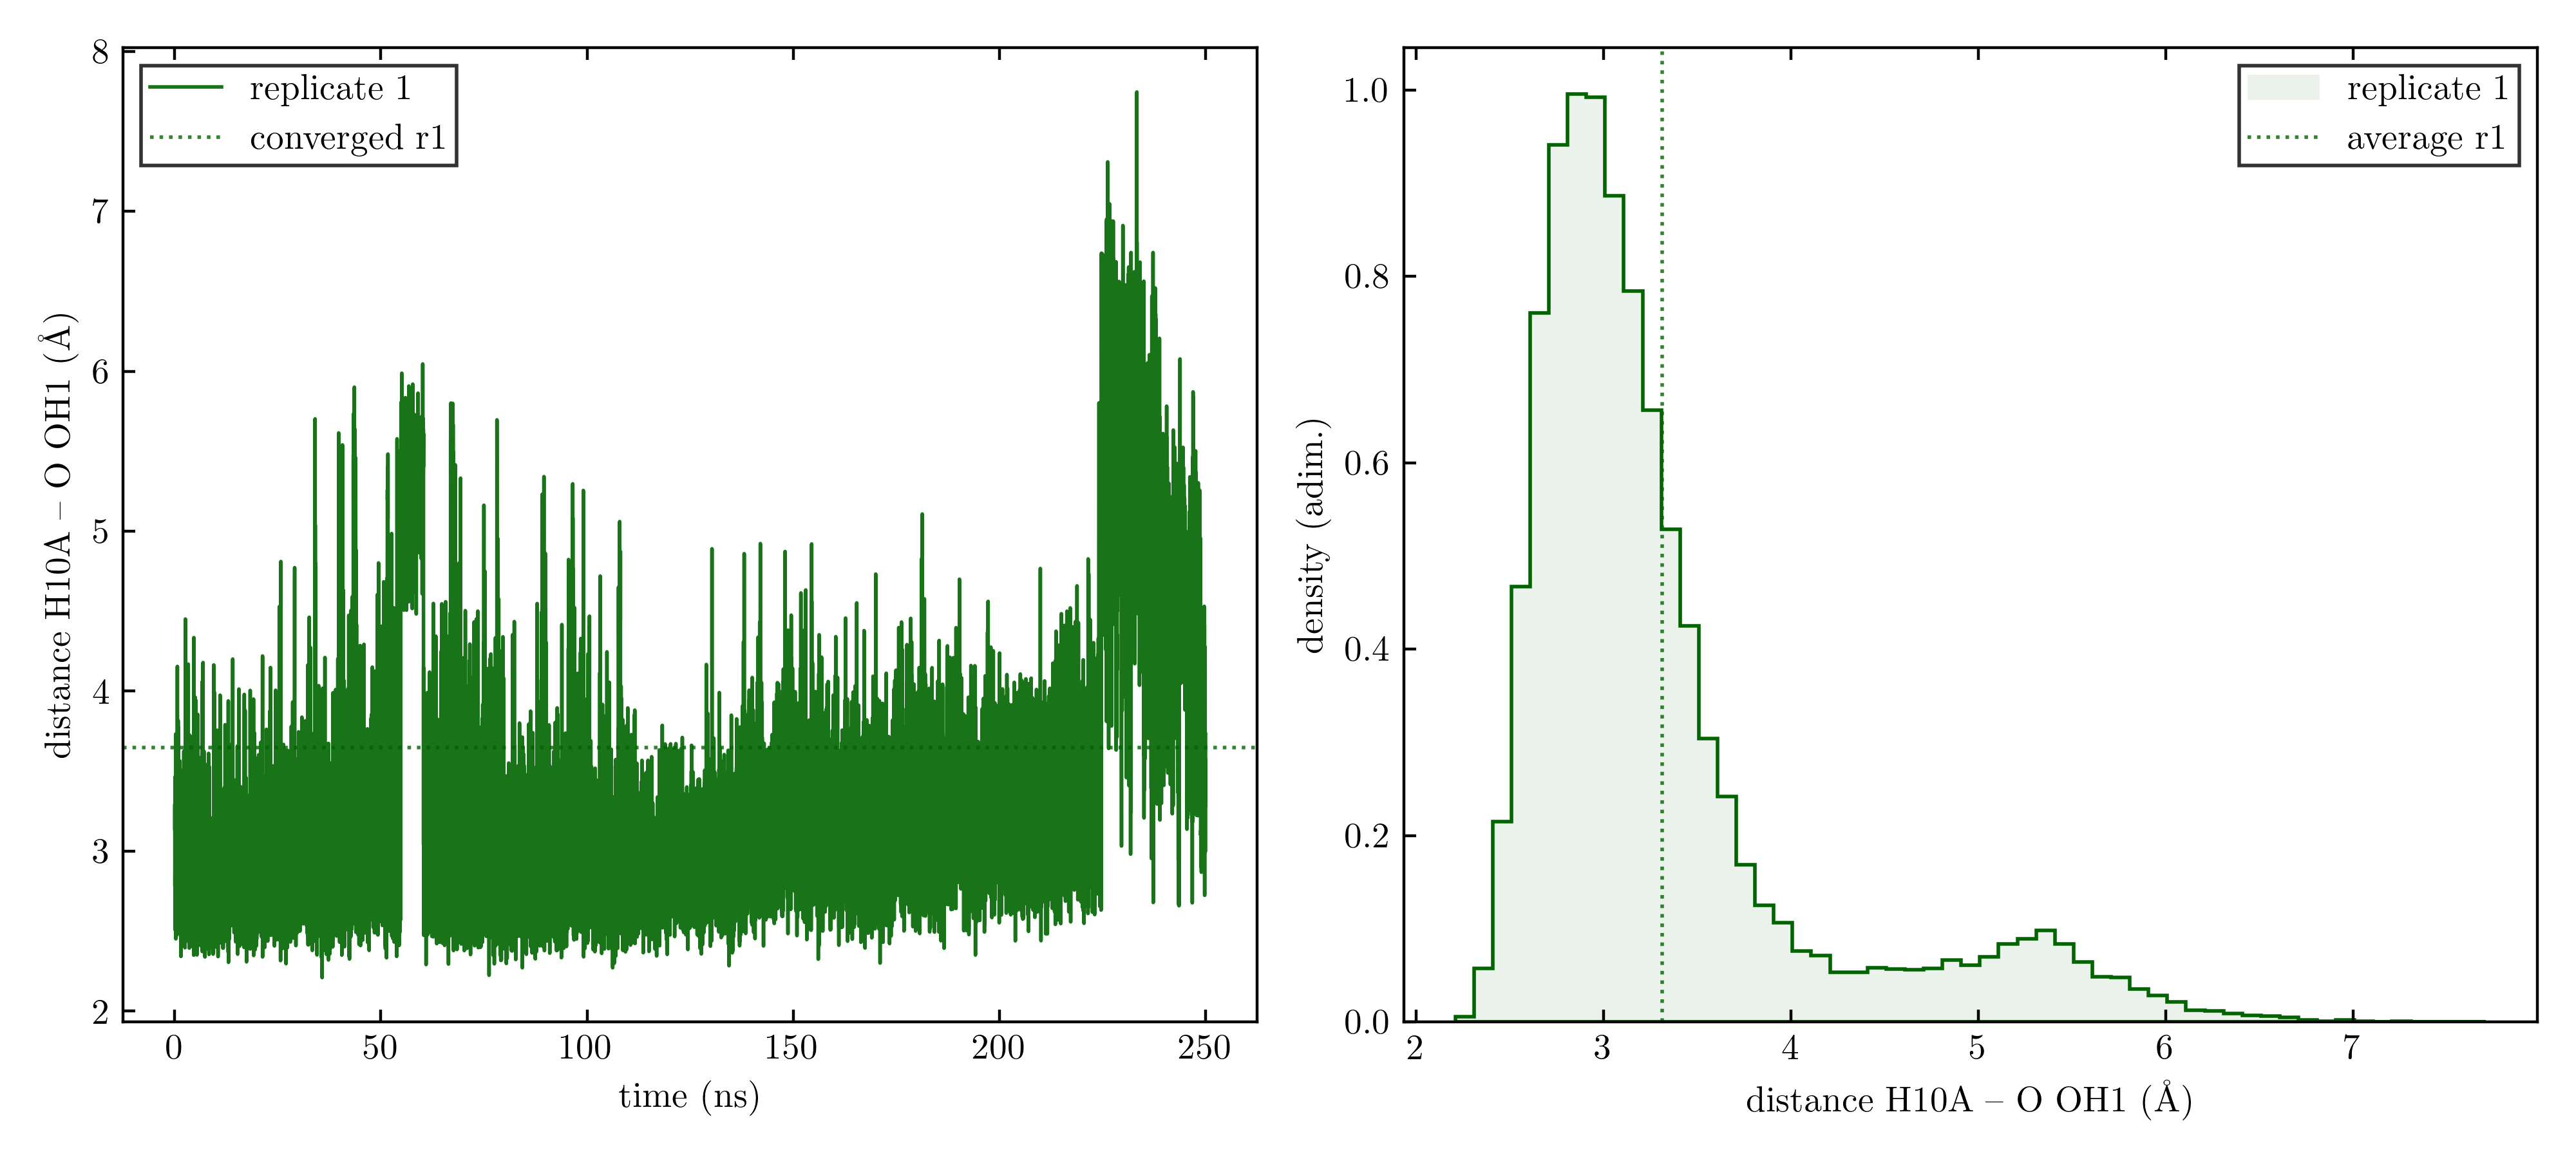 replicate 1
converged r1
8
7
6
5
4
3
2
distance H10A – O OH1 (Å)
0 50 100 150 200 250
time (ns)
replicate 1
average r1
1.0
0.8
0.6
0.4
0.2
0.0
density (adim.)
2 3 4 5 6 7
distance H10A – O OH1 (Å)